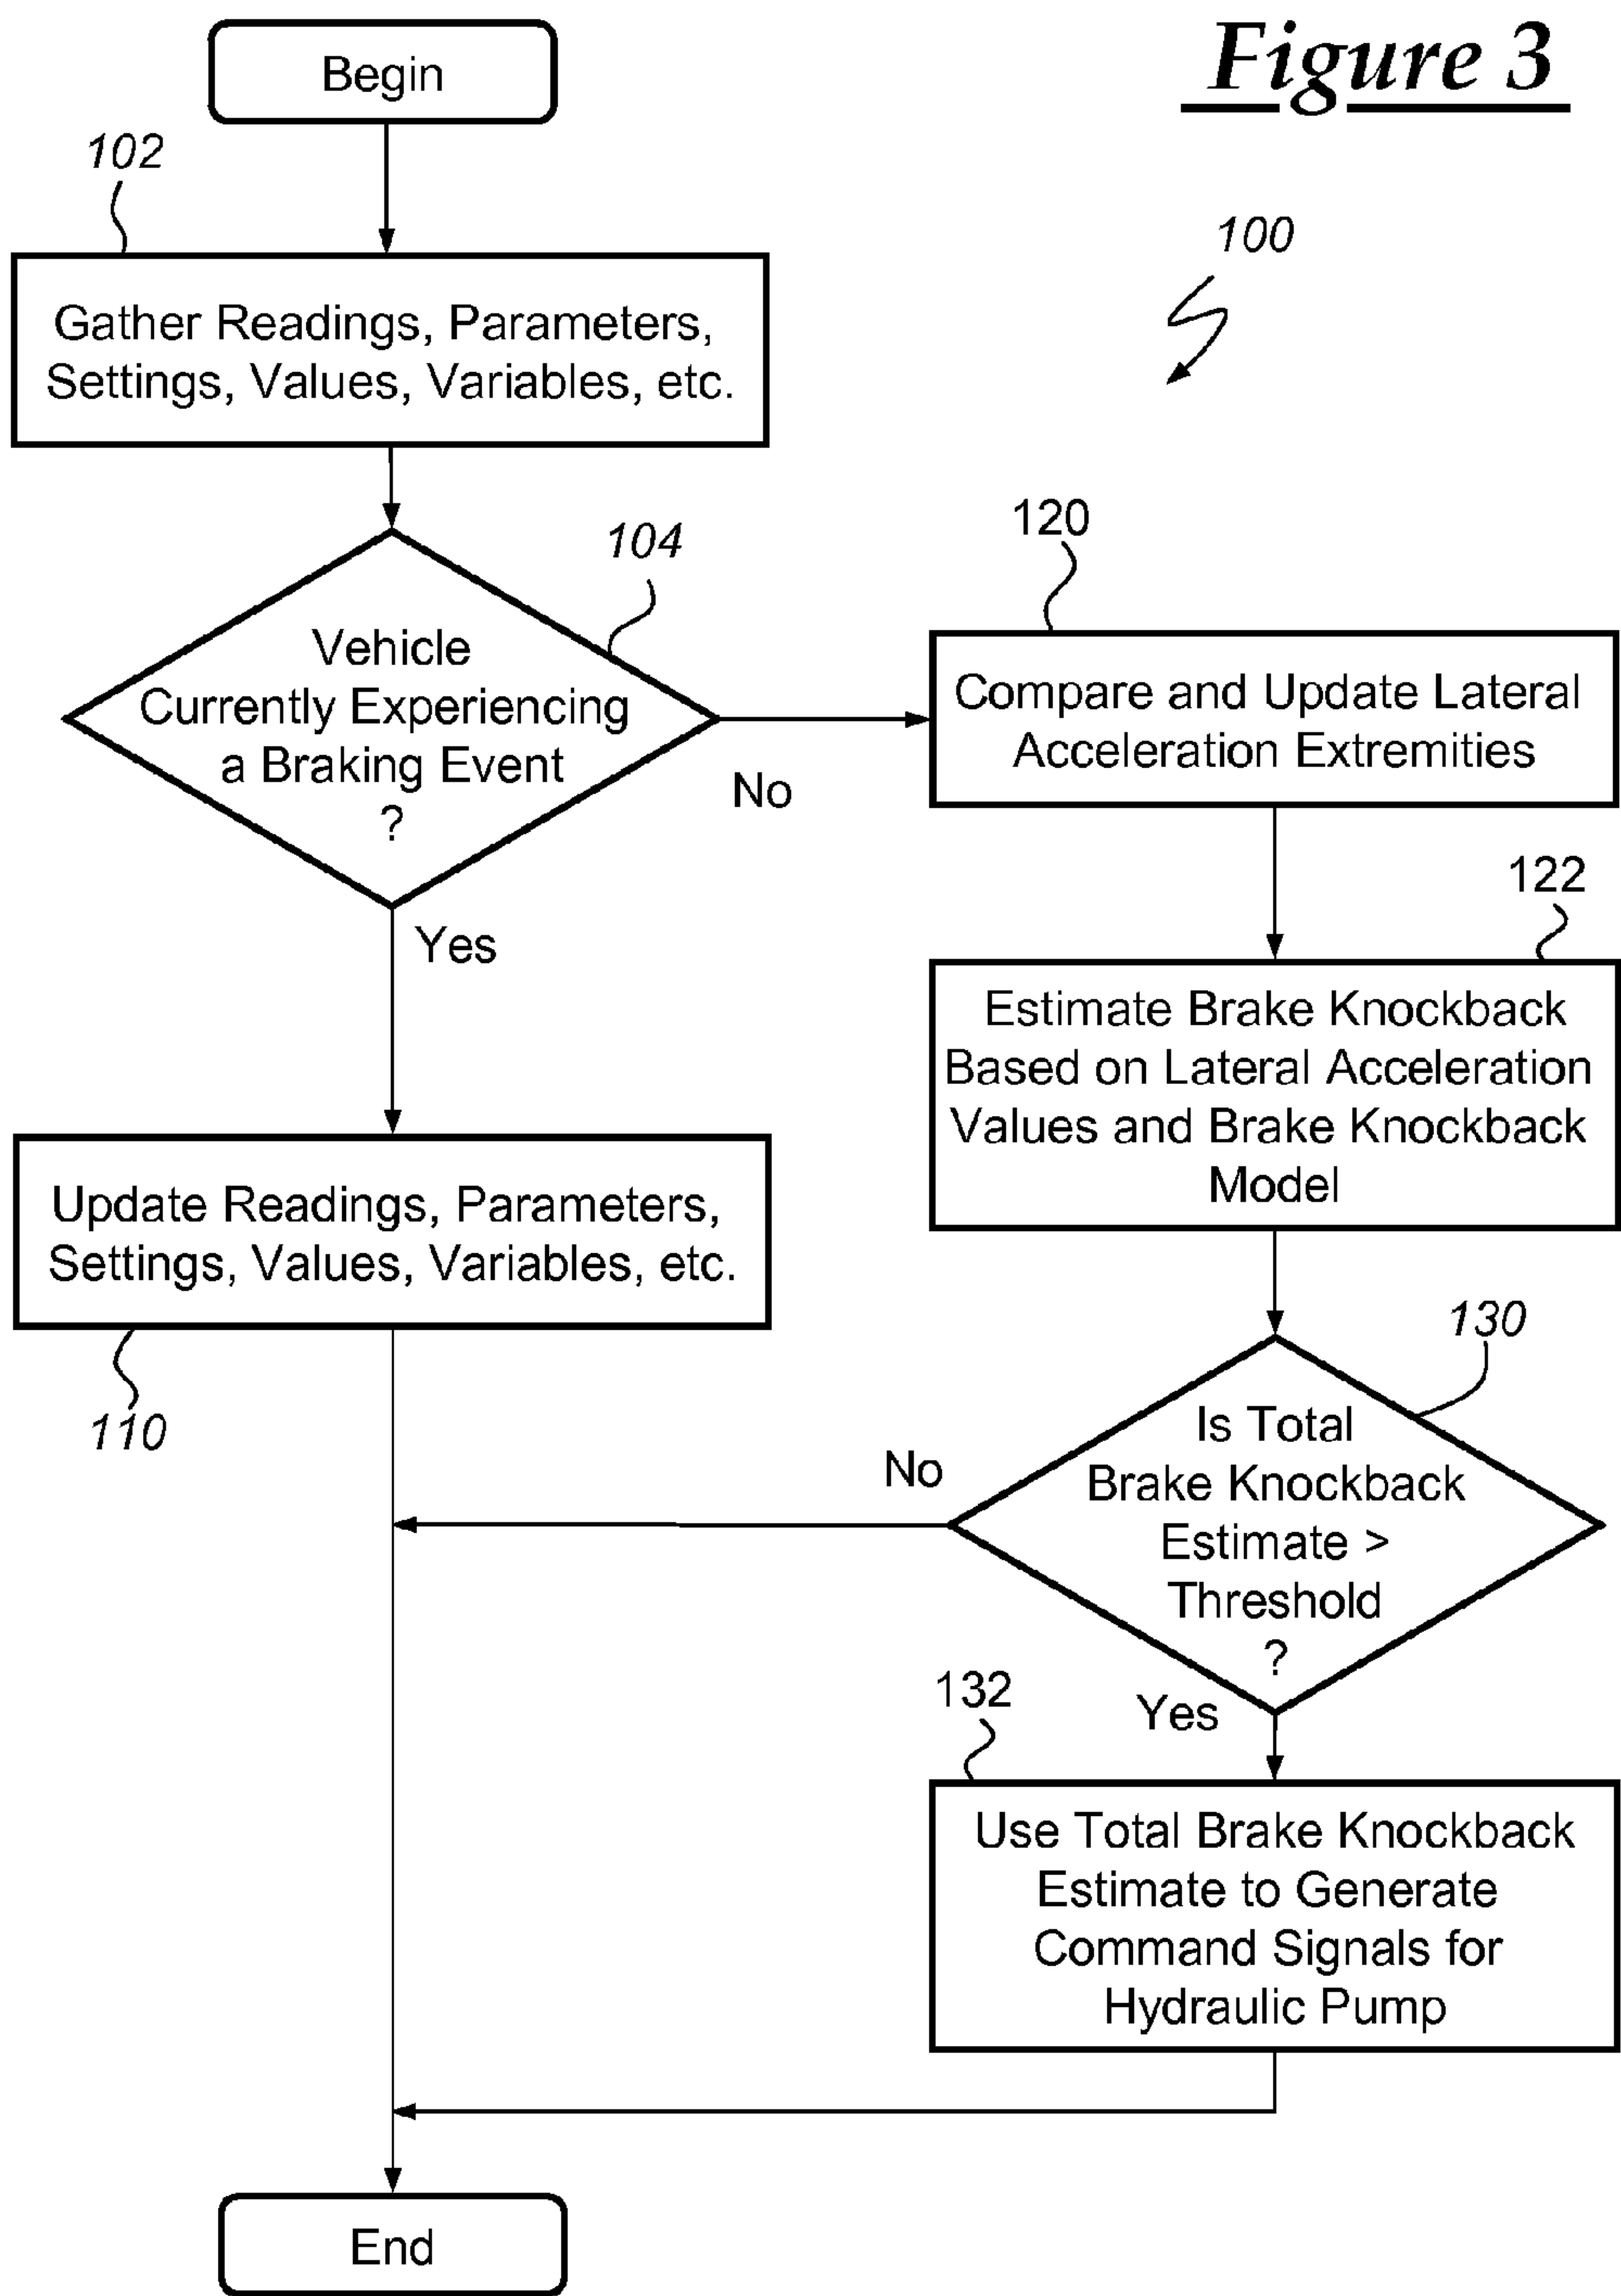 Figure 3
Begin
102
100
Gather Readings, Parameters,
Settings, Values, Variables, etc.
104
Vehicle
Currently Experiencing
a Braking Event
?
No
Yes
120
Compare and Update Lateral
Acceleration Extremities
122
Estimate Brake Knockback
Based on Lateral Acceleration
Values and Brake Knockback
Model
Update Readings, Parameters,
Settings, Values, Variables, etc.
110
130
Is Total
Brake Knockback
Estimate >
Threshold
?
No
Yes
132
Use Total Brake Knockback
Estimate to Generate
Command Signals for
Hydraulic Pump
End